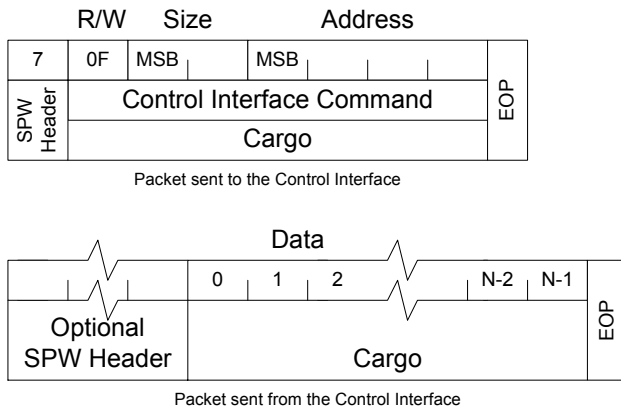 R/W Size Address
7 0F MSB MSB EOP
SPW Header
Control Interface Command
Cargo
Packet sent to the Control Interface
Data
0 1 2 N-2 N-1 EOP
Optional
SPW Header
Cargo
Packet sent from the Control Interface